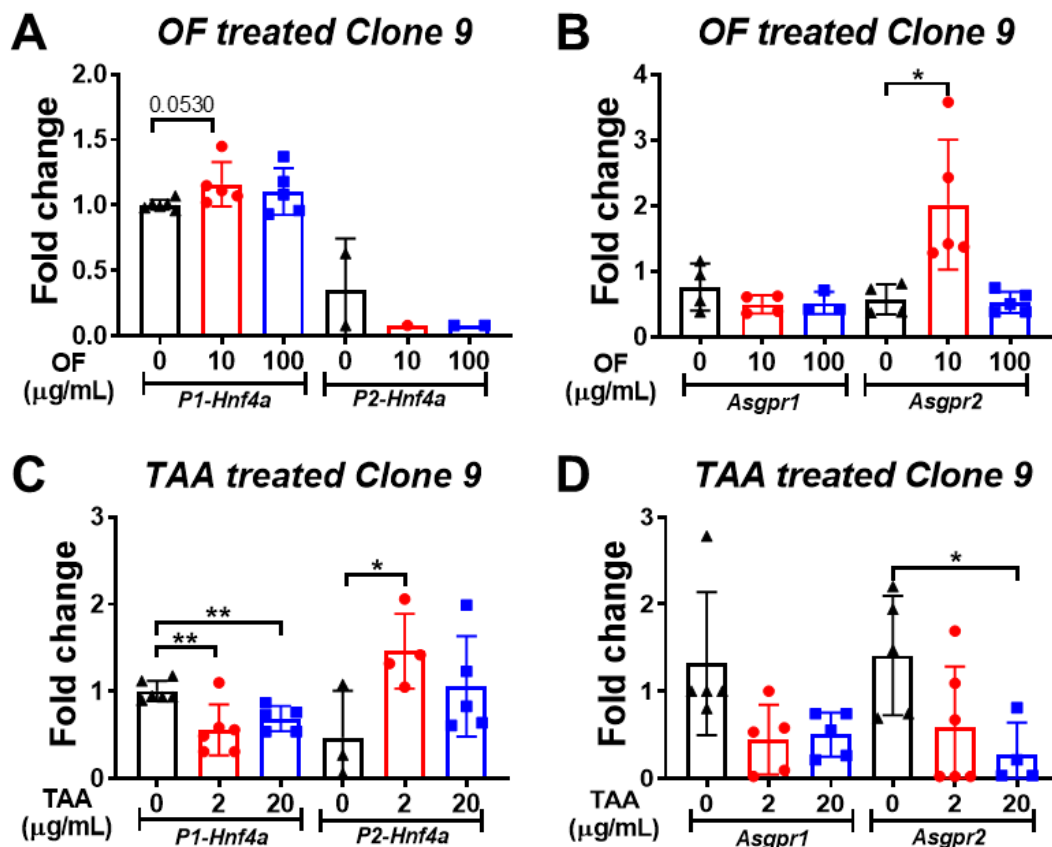 A OF treated Clone 9
Fold change
2.0
1.5
1.0
0.5
0.0
0.0530
OF
(μg/mL)
0 10 100 0 10 100
P1-Hnf4a P2-Hnf4a
B OF treated Clone 9
Fold change
4
3
2
1
0
*
OF
(μg/mL)
0 10 100 0 10 100
Asgpr1 Asgpr2
C TAA treated Clone 9
Fold change
3
2
1
0
**
**
*
TAA
(μg/mL)
0 2 20 0 2 20
P1-Hnf4a P2-Hnf4a
D TAA treated Clone 9
Fold change
3
2
1
0
*
TAA
(μg/mL)
0 2 20 0 2 20
Asgpr1 Asgpr2